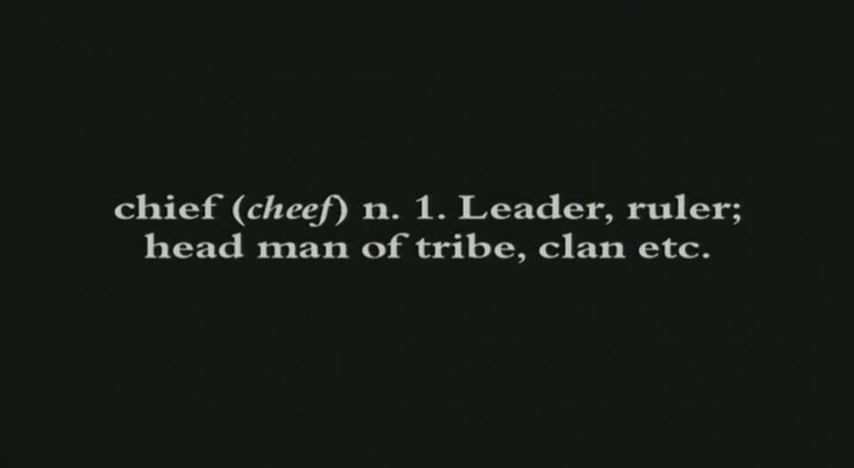 chief (cheef) n. 1. Leader, ruler;
head man of tribe, clan etc.